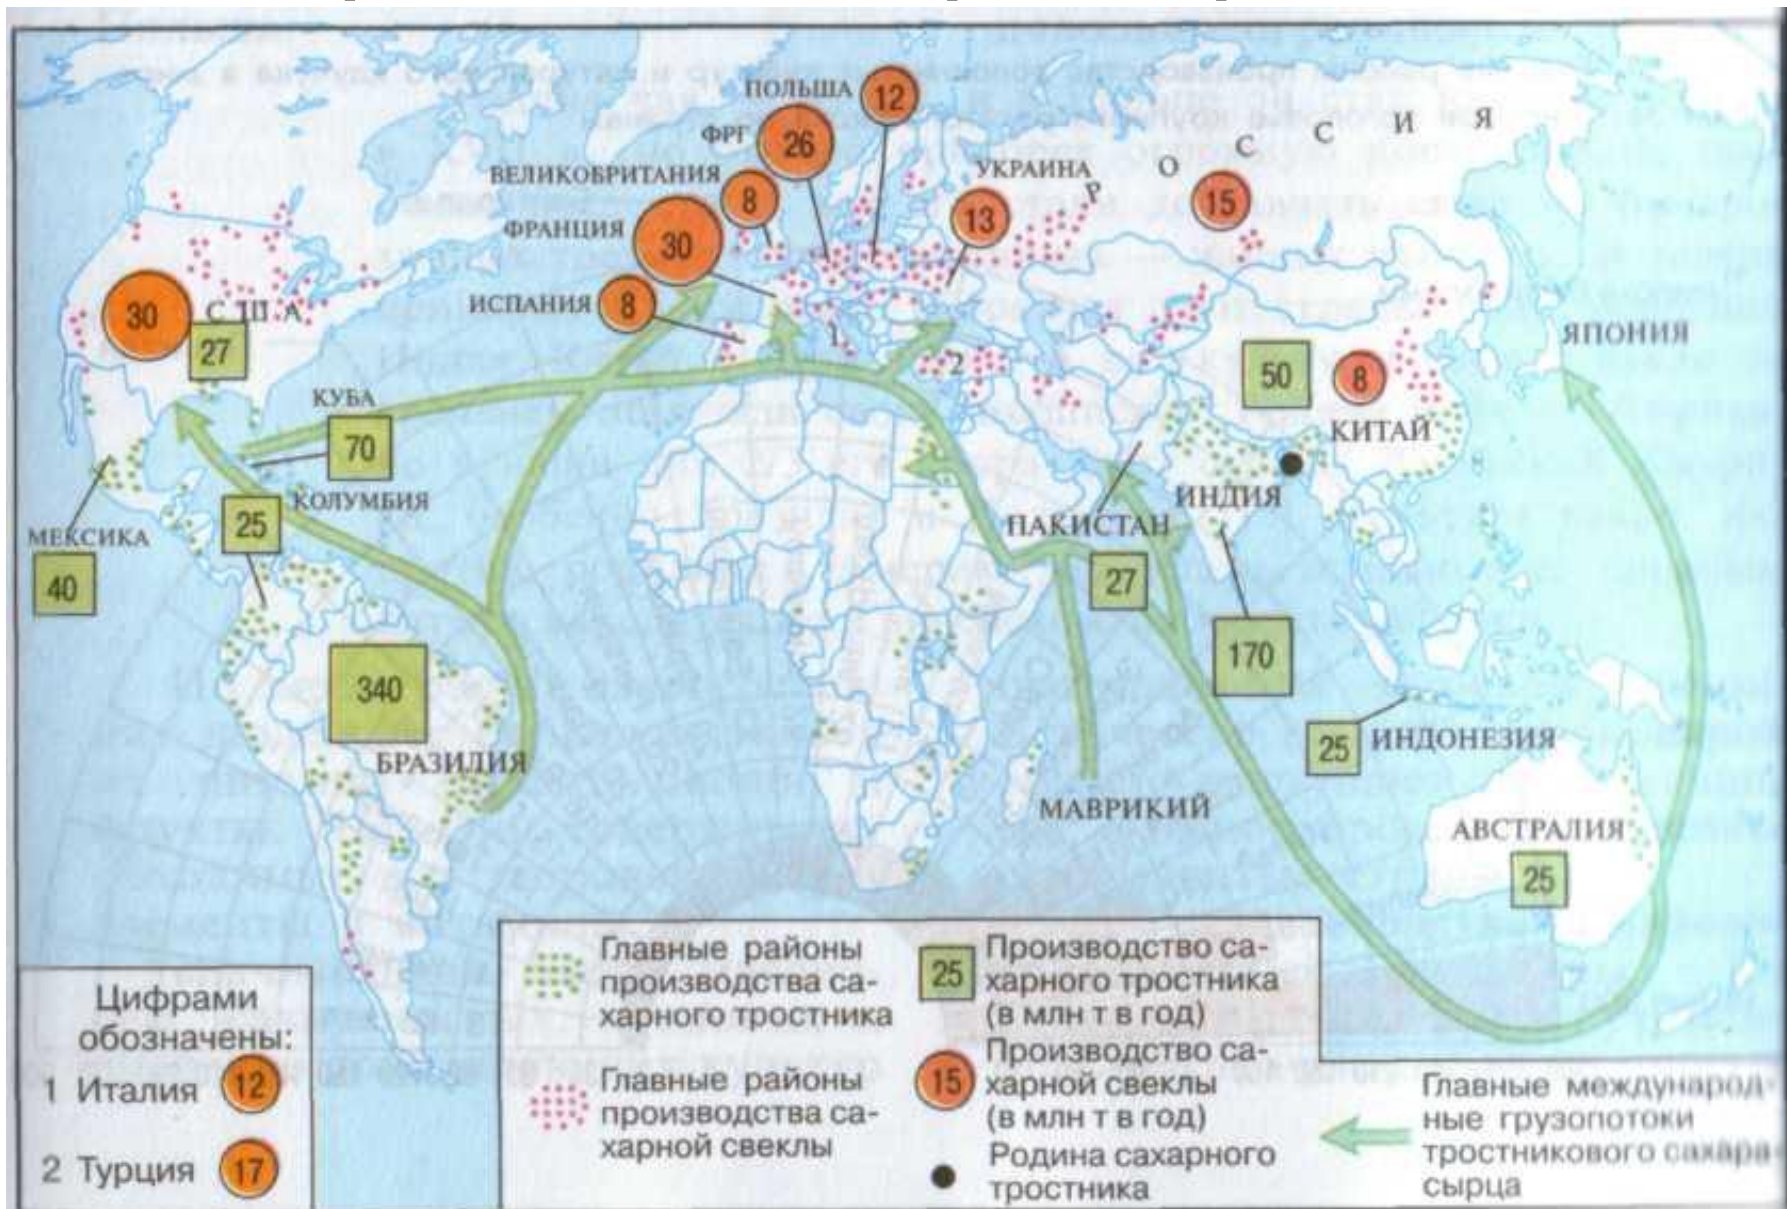 ПОЛЬША
12
ФРГ
26
ВЕЛИКОБРИТАНИЯ
8
ФРАНЦИЯ
30
ИСПАНИЯ
8
УКРАИНА
13
РОССИЯ
15
США
30
27
1
2
ЯПОНИЯ
50
8
КИТАЙ
КУБА
70
КОЛУМБИЯ
25
МЕКСИКА
40
ИНДИЯ
170
ПАКИСТАН
27
340
БРАЗИЛИЯ
25
ИНДОНЕЗИЯ
МАВРИКИЙ
АВСТРАЛИЯ
25
Цифрами
обозначены:
1 Италия 12
2 Турция 17
Главные районы
производства са-
харного тростника
Главные районы
производства са-
харной свеклы
25
Производство са-
харного тростника
(в млн т в год)
15
Производство са-
харной свеклы
(в млн т в год)
Родина сахарного
тростника
Главные международ-
ные грузопотоки
тростникового сахара-
сырца